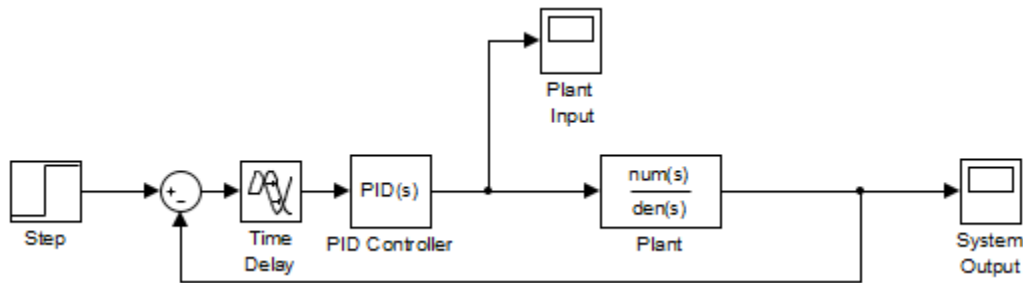 Plant
Input
PID(s)
num(s)
den(s)
+
-
Step
Time
Delay
PID Controller
Plant
System
Output